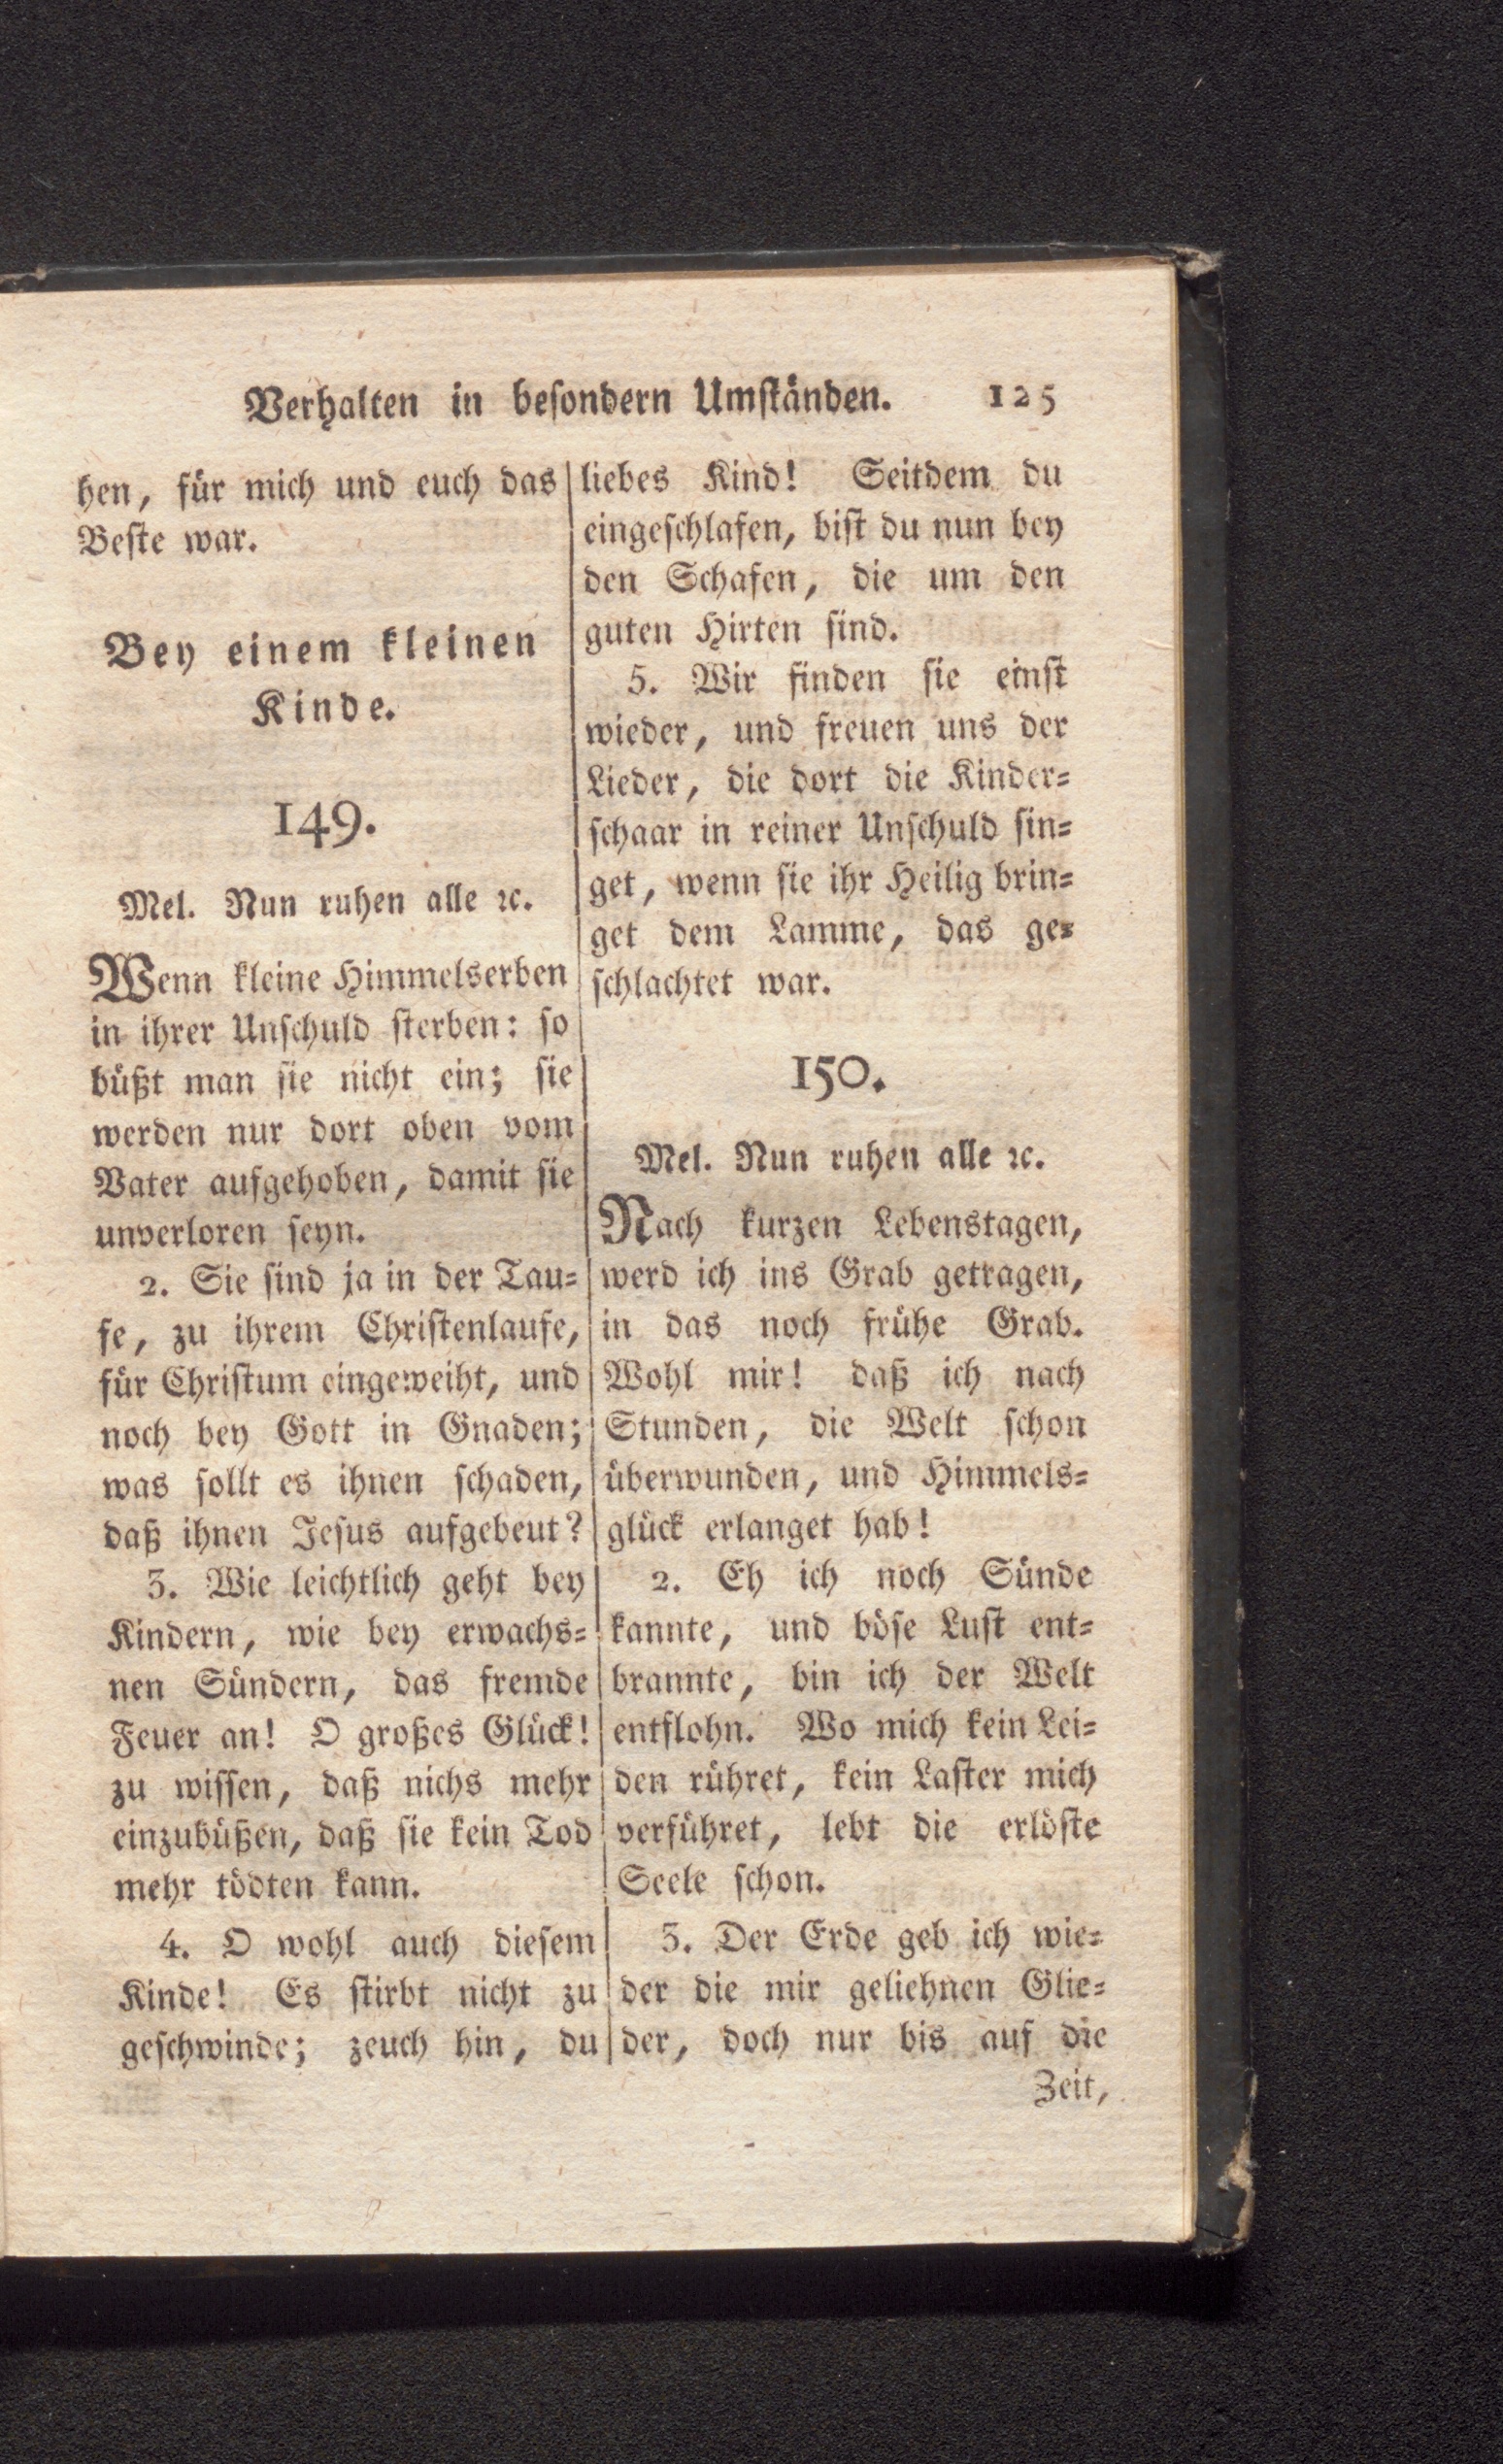 Verhalten in beſondern Umſtänden. 125
hen, für mich und euch das
Beſte war.
Bey einem kleinen
Kinde.
149.
Mel. Nun ruhen alle ꝛc.
Wenn kleine Himmelserben
in ihrer Unſchuld ſterben: ſo
büßt man ſie nicht ein; ſie
werden nur dort oben vom
Vater aufgehoben, damit ſie
unverloren ſeyn.
2. Sie ſind ja in der Tau⸗
fe, zu ihrem Chriſtenlaufe,
für Chriſtum eingeweiht, und
noch bey Gott in Gnaden;
was ſollt es ihnen ſchaden,
daß ihnen Jeſus aufgebeut?
3. Wie leichtlich geht bey
Kindern, wie bey erwachs⸗
nen Sündern, das fremde
Feuer an! O großes Glück!
zu wiſſen, daß nichs mehr
einzubüßen, daß ſie kein Tod
mehr tödten kann.
4. O wohl auch dieſem
Kinde! Es ſtirbt nicht zu
geſchwinde; zeuch hin, du
liebes Kind! Seitdem du
eingeſchlafen, biſt du nun bey
den Schafen, die um den
guten Hirten ſind.
5. Wir finden ſie einſt
wieder, und freuen uns der
Lieder, die dort die Kinder⸗
ſchaar in reiner Unſchuld ſin⸗
get, wenn ſie ihr Heilig brin⸗
get dem Lamme, das ge⸗
ſchlachtet war.
150.
Mel. Nun ruhen alle ꝛc.
Nach kurzen Lebenstagen,
werd ich ins Grab getragen,
in das noch frühe Grab.
Wohl mir! daß ich nach
Stunden, die Welt ſchon
überwunden, und Himmels⸗
glück erlanget hab!
2. Eh ich noch Sünde
kannte, und böſe Luſt ent⸗
brannte, bin ich der Welt
entflohn. Wo mich kein Lei⸗
den rühret, kein Laſter mich
verführet, lebt die erlöſte
Seele ſchon.
3. Der Erde geb ich wie⸗
der die mir geliehnen Glie⸗
der, doch nur bis auf die
Zeit,